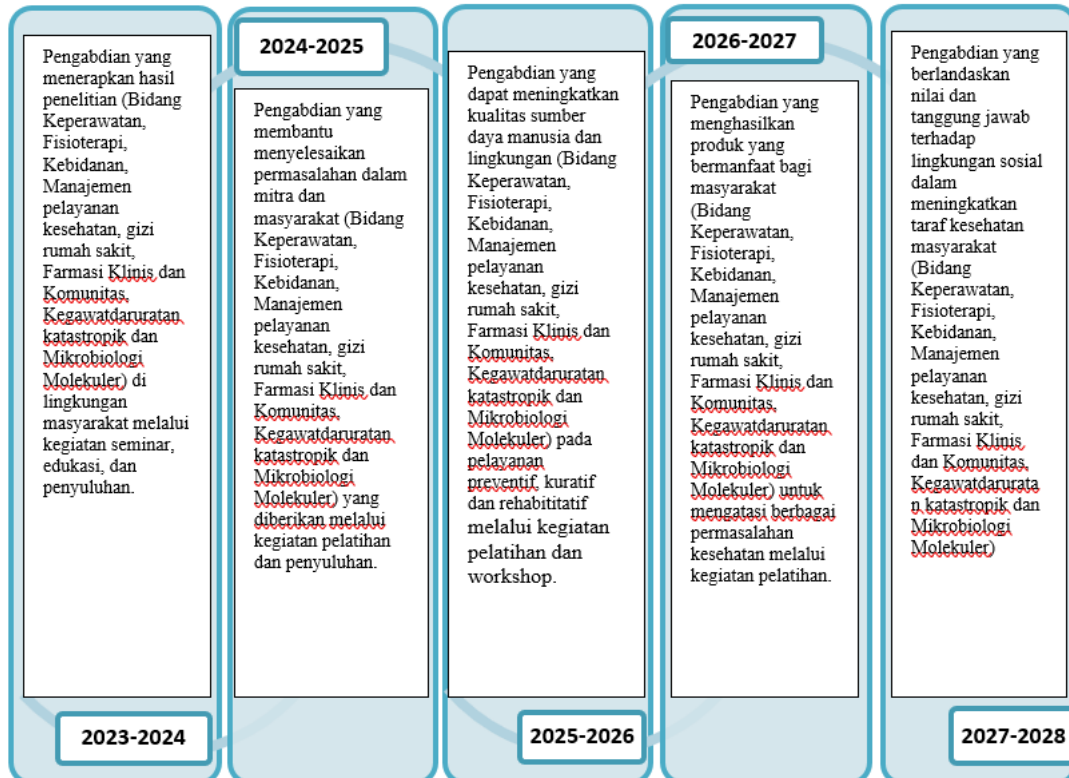 Pengabdian yang
menerapkan hasil
penelitian (Bidang
Keperawatan,
Fisioterapi,
Kebidanan,
Manajemen
pelayanan
kesehatan, gizi
rumah sakit,
Farmasi Klinis dan
Komunitas,
Kegawatdaruratan
katastropik dan
Mikrobiologi
Molekuler) di
lingkungan
masyarakat melalui
kegiatan seminar,
edukasi, dan
penyuluhan.
2023-2024
2024-2025
Pengabdian yang
membantu
menyelesaikan
permasalahan dalam
mitra dan
masyarakat (Bidang
Keperawatan,
Fisioterapi,
Kebidanan,
Manajemen
pelayanan
kesehatan, gizi
rumah sakit,
Farmasi Klinis dan
Komunitas,
Kegawatdaruratan
katastropik dan
Mikrobiologi
Molekuler) yang
diberikan melalui
kegiatan pelatihan
dan penyuluhan.
Pengabdian yang
dapat meningkatkan
kualitas sumber
daya manusia dan
lingkungan (Bidang
Keperawatan,
Fisioterapi,
Kebidanan,
Manajemen
pelayanan
kesehatan, gizi
rumah sakit,
Farmasi Klinis dan
Komunitas,
Kegawatdaruratan
katastropik dan
Mikrobiologi
Molekuler) pada
pelayanan
preventif, kuratif
dan rehabititatif
melalui kegiatan
pelatihan dan
workshop.
2025-2026
2026-2027
Pengabdian yang
menghasilkan
produk yang
bermanfaat bagi
masyarakat
(Bidang
Keperawatan,
Fisioterapi,
Kebidanan,
Manajemen
pelayanan
kesehatan, gizi
rumah sakit,
Farmasi Klinis dan
Komunitas,
Kegawatdaruratan
katastropik dan
Mikrobiologi
Molekuler) untuk
mengatasi berbagai
permasalahan
kesehatan melalui
kegiatan pelatihan.
Pengabdian yang
berlandaskan
nilai dan
tanggung jawab
terhadap
lingkungan sosial
dalam
meningkatkan
taraf kesehatan
masyarakat
(Bidang
Keperawatan,
Fisioterapi,
Kebidanan,
Manajemen
pelayanan
kesehatan, gizi
rumah sakit,
Farmasi Klinis
dan Komunitas,
Kegawatdarurata
n katastropik dan
Mikrobiologi
Molekuler)
2027-2028